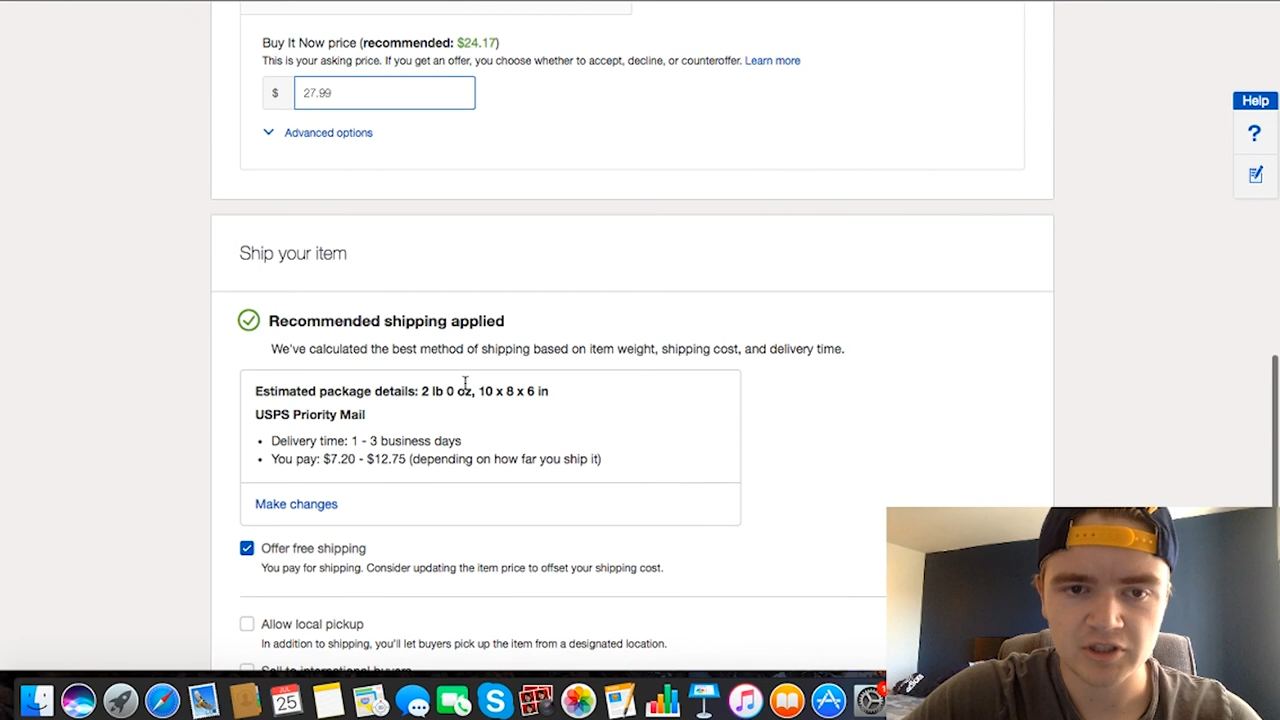 Buy It Now price (recommended: $24.17)
This is your asking price. If you get an offer, you choose whether to accept, decline, or counteroffer. Learn more
$ 27.99
Advanced options
Help
?
Ship your item
Recommended shipping applied
We've calculated the best method of shipping based on item weight, shipping cost, and delivery time.
Estimated package details: 2 lb 0 oz, 10 x 8 x 6 in
USPS Priority Mail
• Delivery time: 1 - 3 business days
• You pay: $7.20 - $12.75 (depending on how far you ship it)
Make changes
Offer free shipping
You pay for shipping. Consider updating the item price to offset your shipping cost.
Allow local pickup
In addition to shipping, you'll let buyers pick up the item from a designated location.
Sell to international buyers
JUL
25